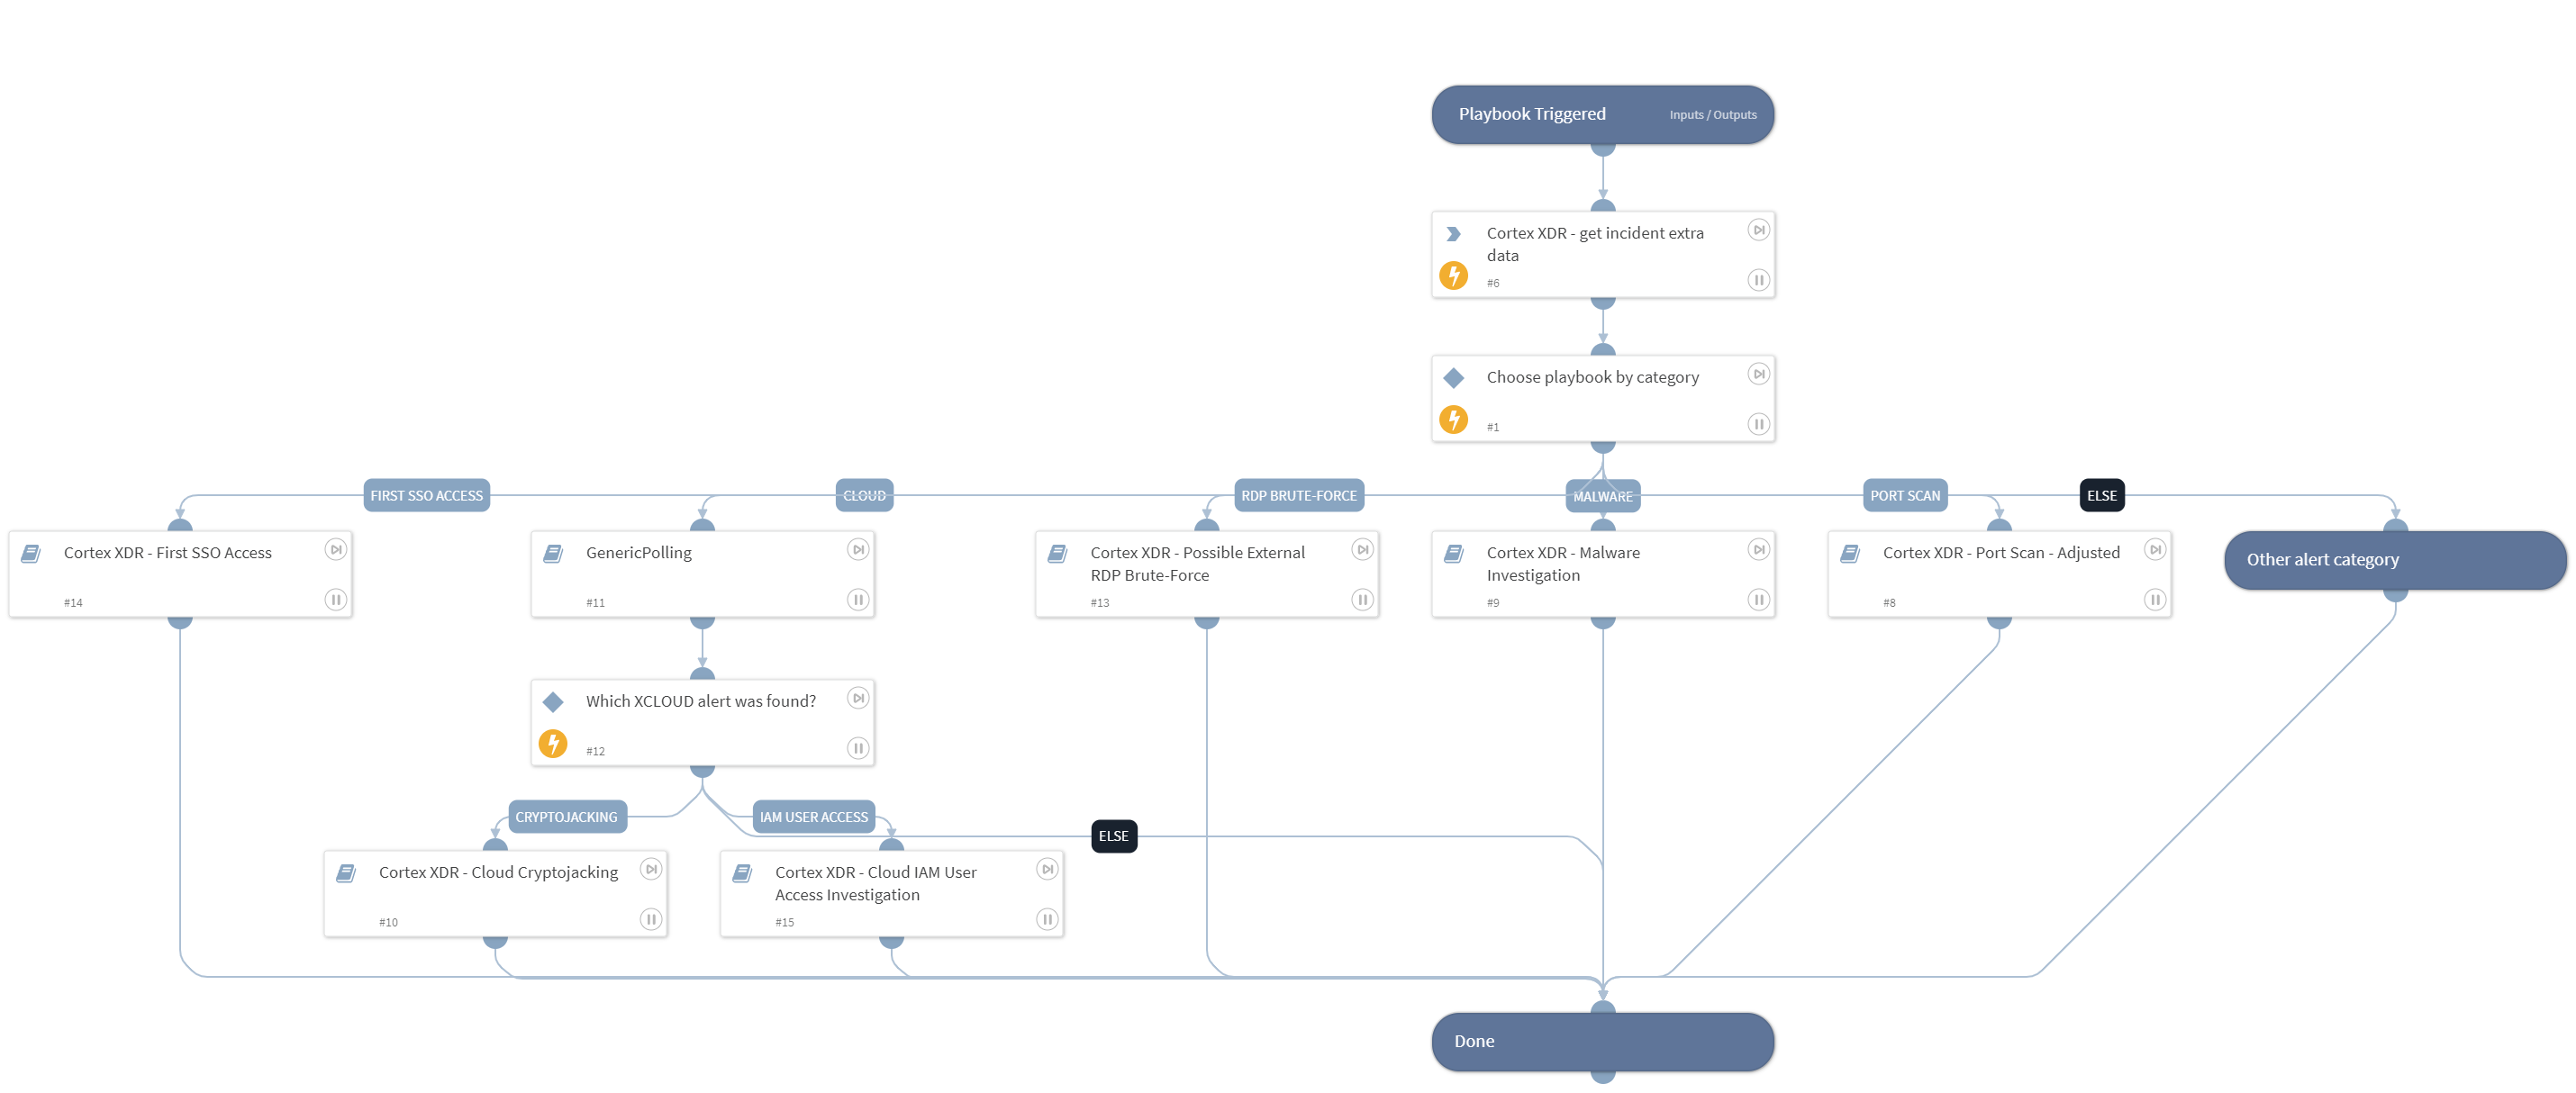 Playbook Triggered
Inputs / Outputs
Cortex XDR - get incident extra
data
#6
Choose playbook by category
#1
FIRST SSO ACCESS
CLOUD
RDP BRUTE-FORCE
MALWARE
PORT SCAN
ELSE
Cortex XDR - First SSO Access
#14
GenericPolling
#11
Cortex XDR - Possible External
RDP Brute-Force
#13
Cortex XDR - Malware
Investigation
#9
Cortex XDR - Port Scan - Adjusted
#8
Other alert category
Which XCLOUD alert was found?
#12
CRYPTOJACKING
IAM USER ACCESS
ELSE
Cortex XDR - Cloud Cryptojacking
#10
Cortex XDR - Cloud IAM User
Access Investigation
#15
Done